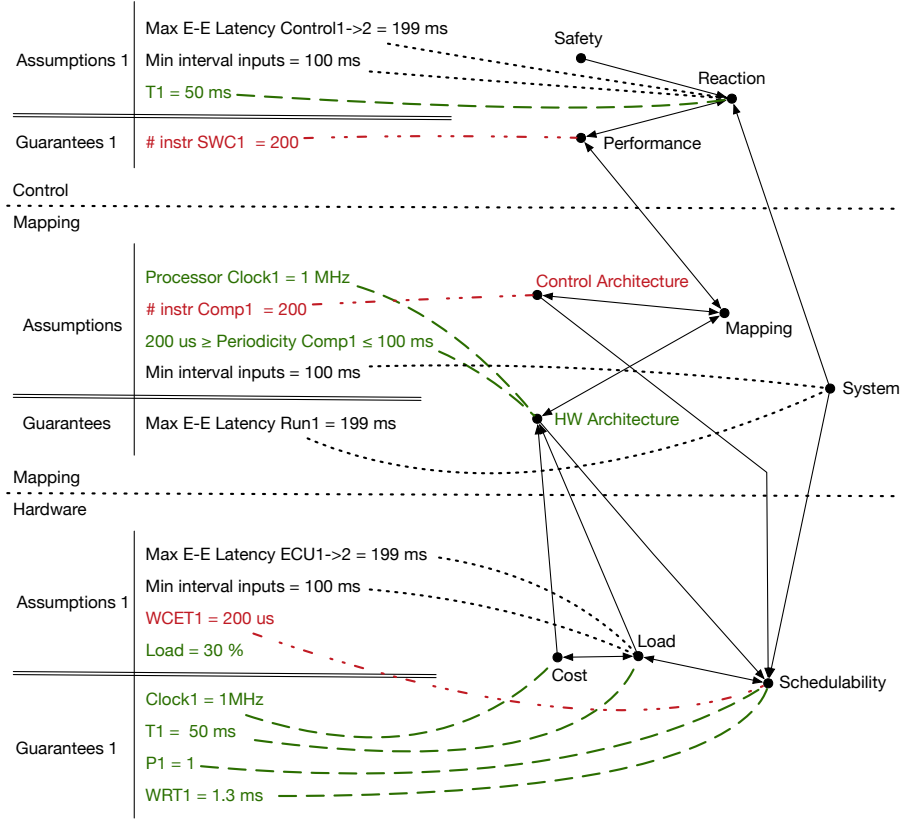 Max E-E Latency Control1->2 = 199 ms
Safety
Assumptions 1
Min interval inputs = 100 ms
Reaction
T1 = 50 ms
Guarantees 1
# instr SWC1  = 200
Performance
Control
Mapping
Processor Clock1 = 1 MHz
Control Architecture
# instr Comp1  = 200
Assumptions
Mapping
200 us ≥ Periodicity Comp1 ≤ 100 ms
Min interval inputs = 100 ms
System
Guarantees
Max E-E Latency Run1 = 199 ms
HW Architecture
Mapping
Hardware
Max E-E Latency ECU1->2 = 199 ms
Min interval inputs = 100 ms
Assumptions 1
WCET1 = 200 us
Load
Load = 30 %
Cost
Schedulability
Clock1 = 1MHz
T1 =  50 ms
Guarantees 1
P1 = 1
WRT1 = 1.3 ms